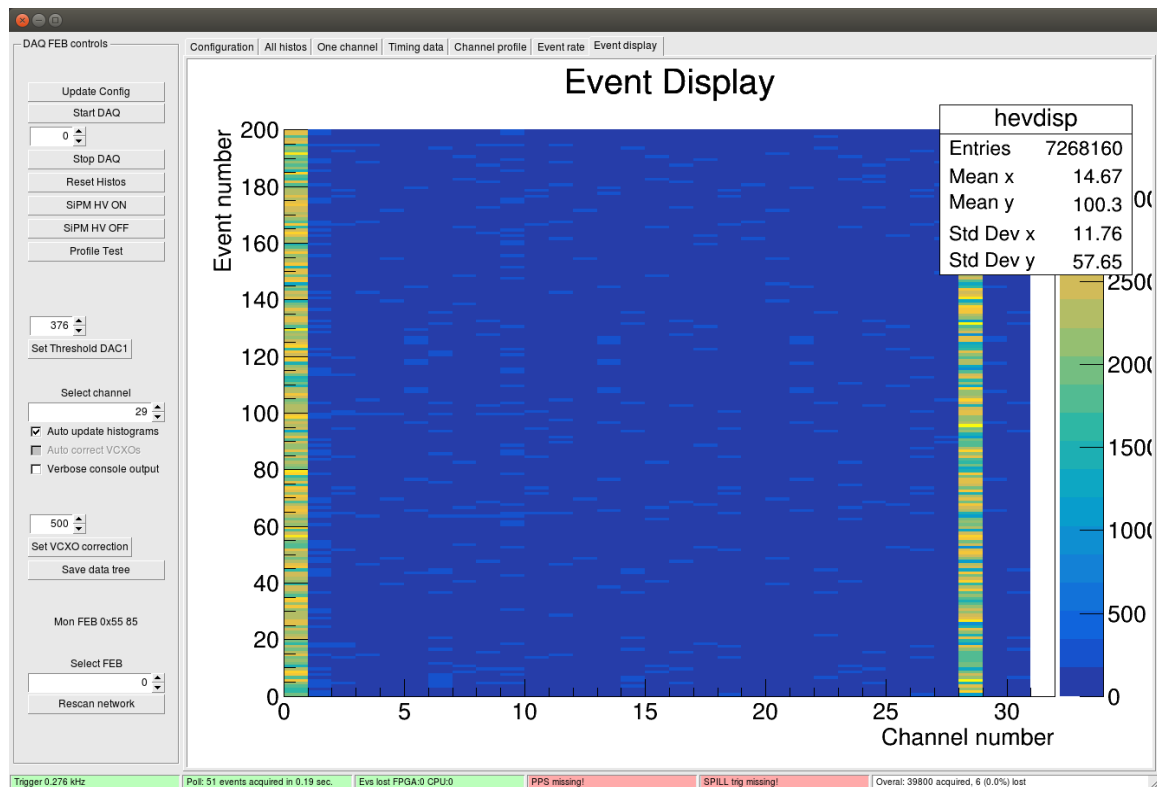 DAQ FEB controls
Update Config
Start DAQ
0
Stop DAQ
Reset Histos
SiPM HV ON
SiPM HV OFF
Profile Test
376
Set Threshold DAC1
Select channel
29
Auto update histograms
Auto correct VCXOs
Verbose console output
500
Set VCXO correction
Save data tree
Mon FEB 0x55 85
Select FEB
0
Rescan network
Configuration All histos One channel Timing data Channel profile Event rate Event display
Event Display
hevdisp
Entries 7268160
Mean x 14.67
Mean y 100.3
Std Dev x 11.76
Std Dev y 57.65
Event number
200
180
160
140
120
100
80
60
40
20
0
0 5 10 15 20 25 30
Channel number
2500
2000
1500
1000
500
0
Trigger 0.276 kHz Poll: 51 events acquired in 0.19 sec. Evs lost FPGA:0 CPU:0 PPS missing! SPILL trig missing! Overal: 39800 acquired, 6 (0.0%) lost